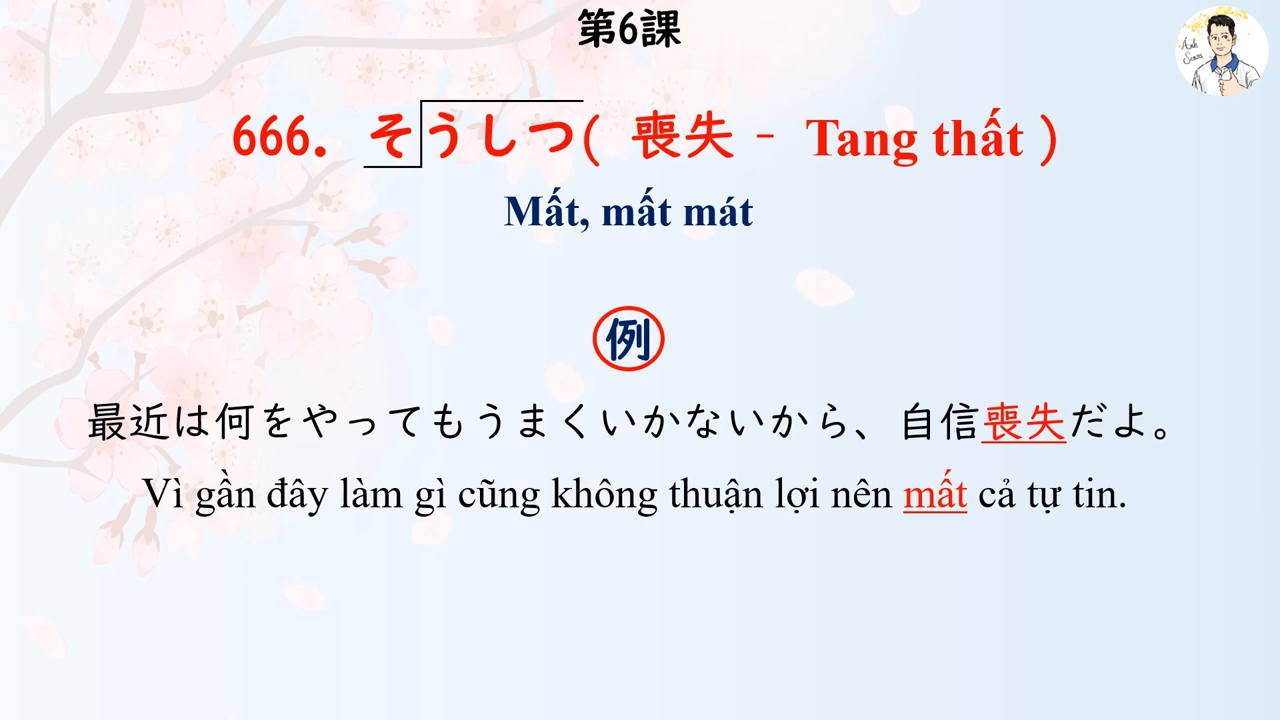 第6課
Anh
Sensei
666. そうしつ( 喪失 - Tang thất )
Mất, mất mát
例
最近は何をやってもうまくいかないから、自信喪失だよ。
Vì gần đây làm gì cũng không thuận lợi nên mất cả tự tin.